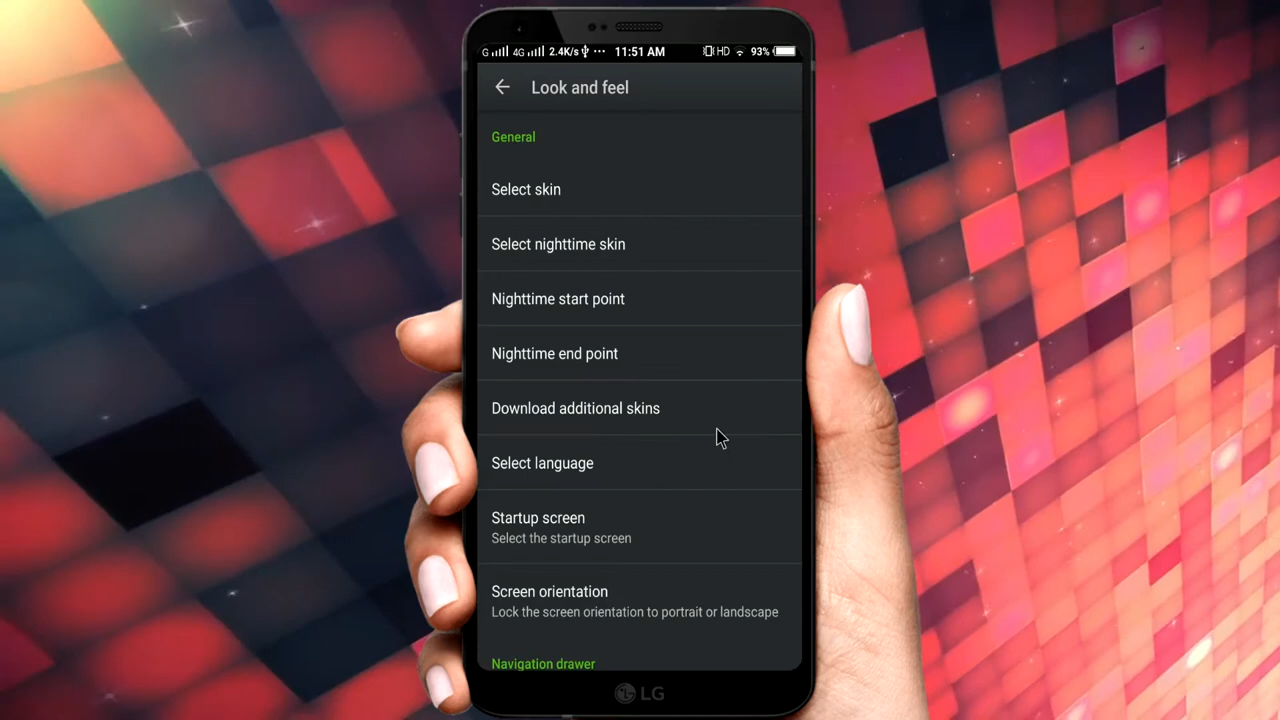 G 4G 2.4K/s ... 11:51 AM HD 93%
Look and feel
General
Select skin
Select nighttime skin
Nighttime start point
Nighttime end point
Download additional skins
Select language
Startup screen
Select the startup screen
Screen orientation
Lock the screen orientation to portrait or landscape
Navigation drawer
LG